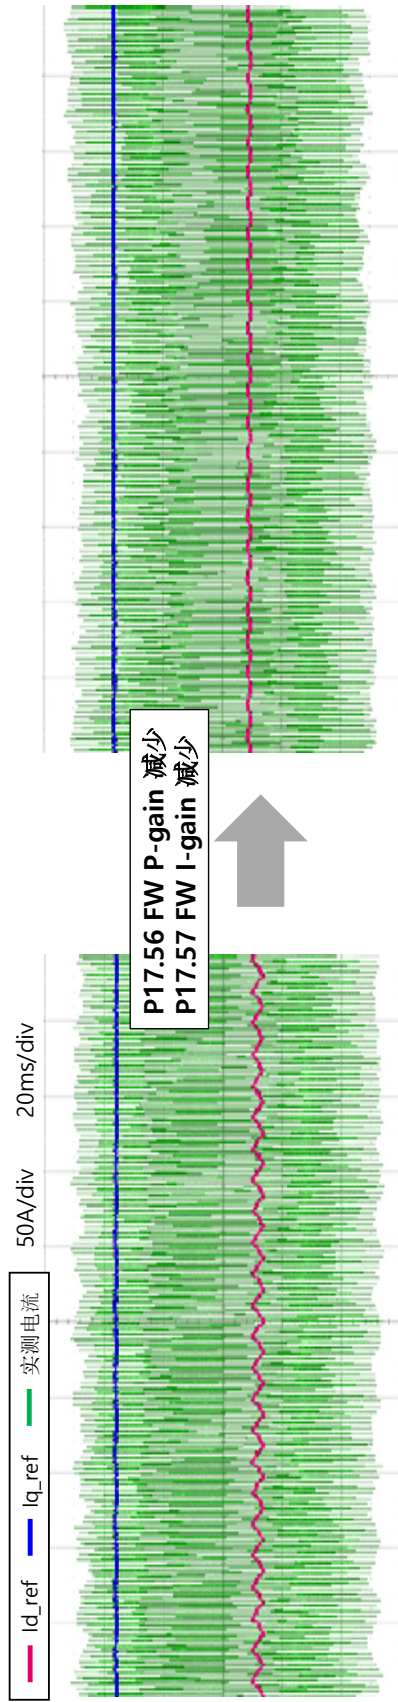 Id_ref Iq_ref 实测电流
50A/div 20ms/div
P17.56 FW P-gain 减少
P17.57 FW I-gain 减少